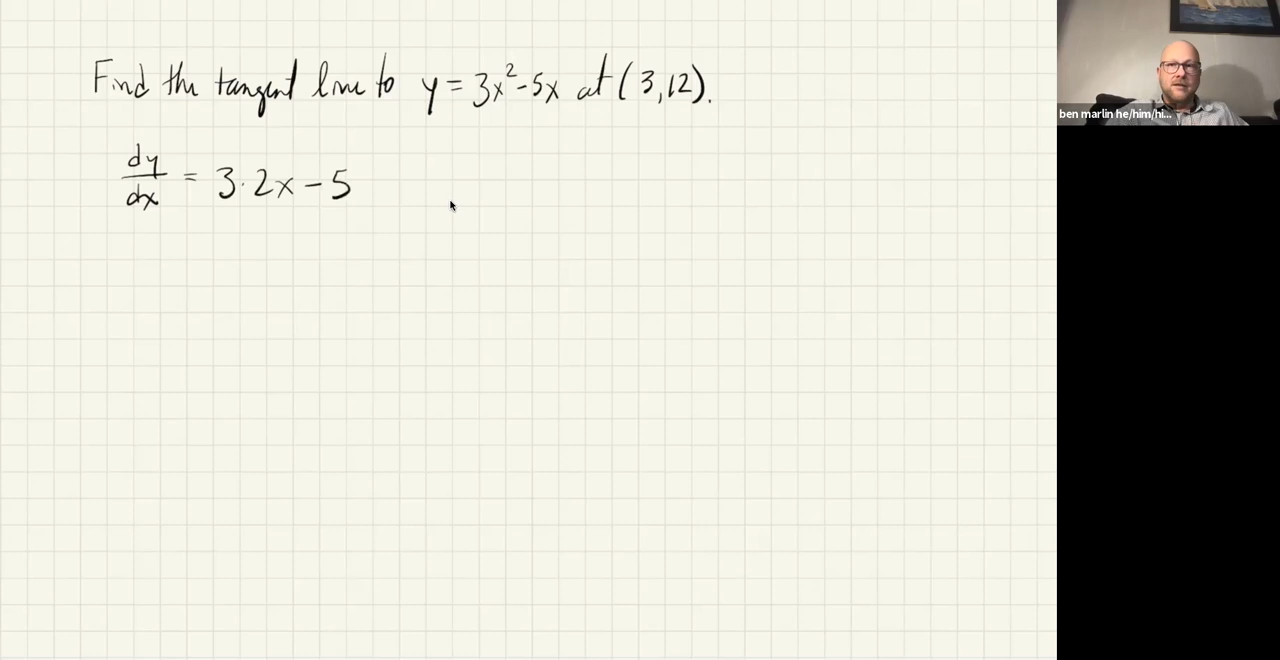 Find the tangent line to y = 3x² - 5x at (3,12).
dy/dx = 3·2x - 5
ben marlin he/him/hi...